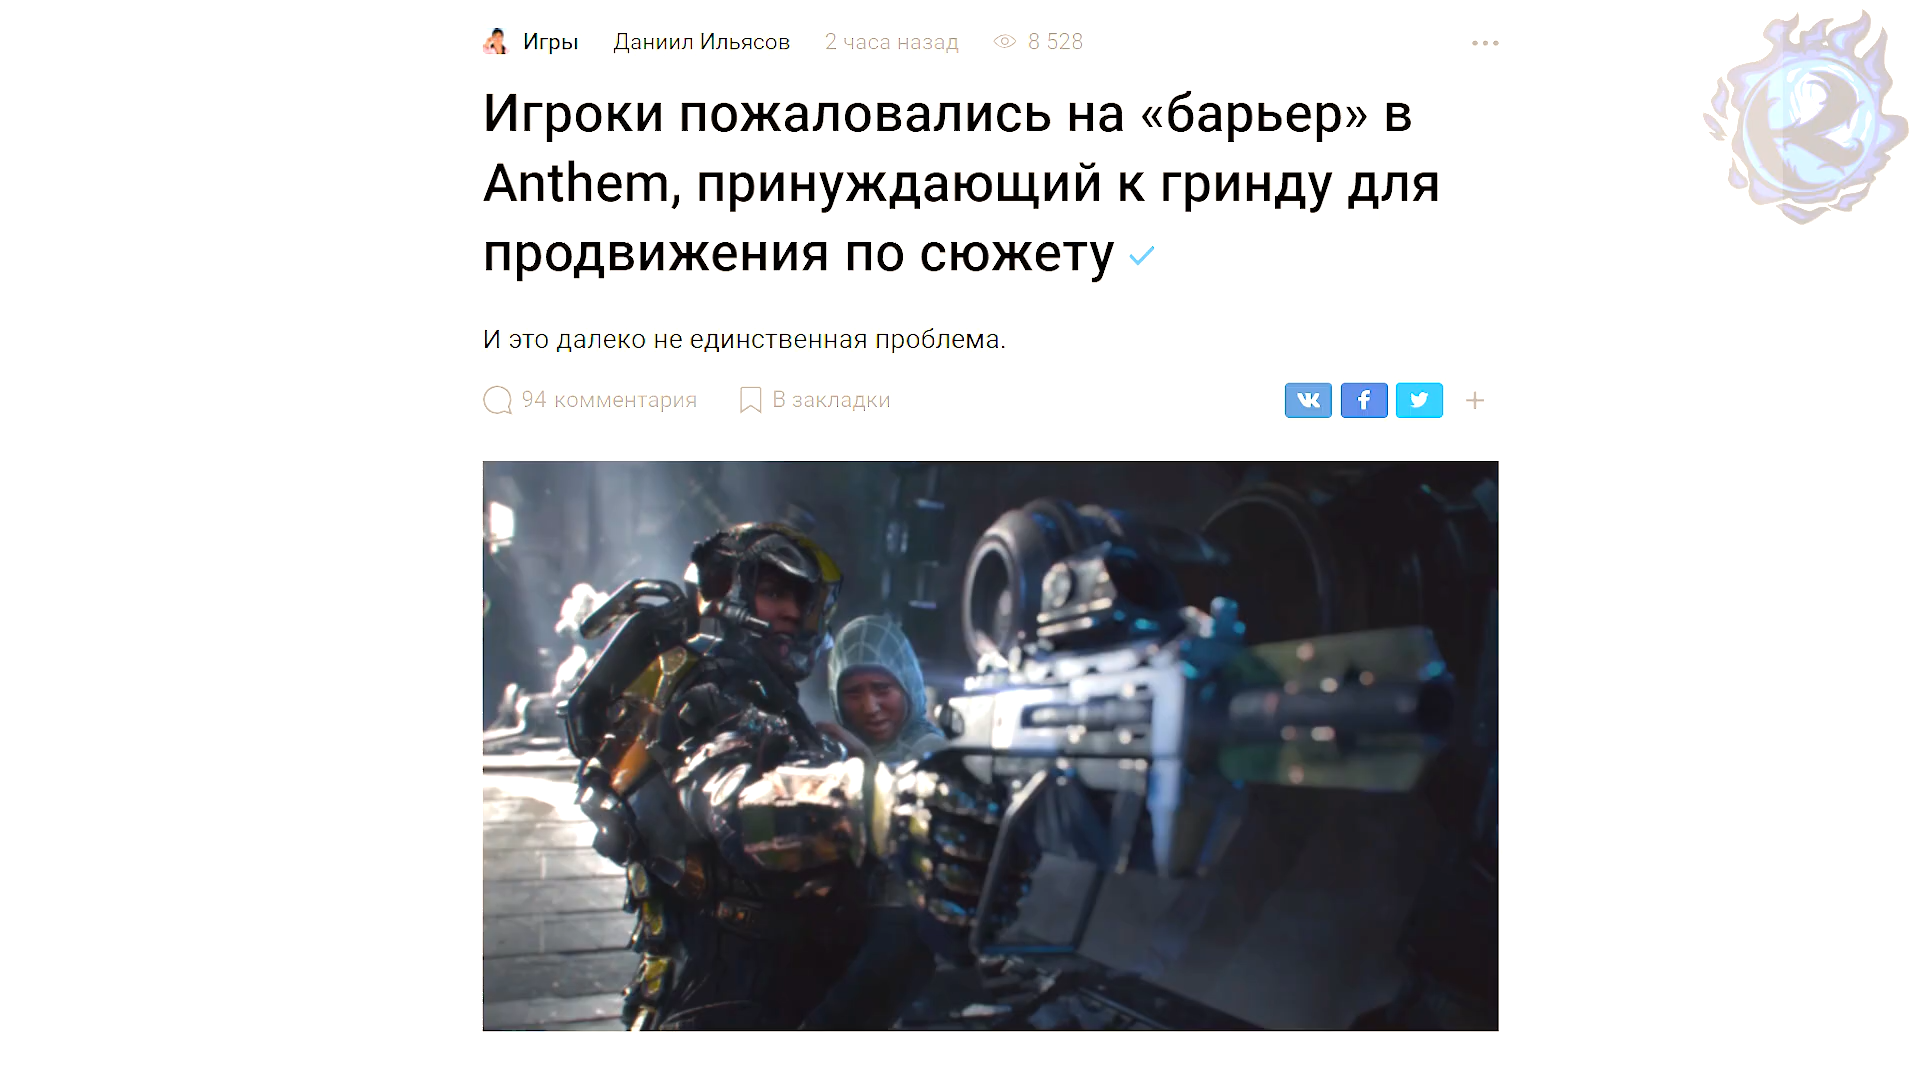 Игры Даниил Ильясов 2 часа назад 8 528
Игроки пожаловались на «барьер» в
Anthem, принуждающий к гринду для
продвижения по сюжету
И это далеко не единственная проблема.
94 комментария В закладки